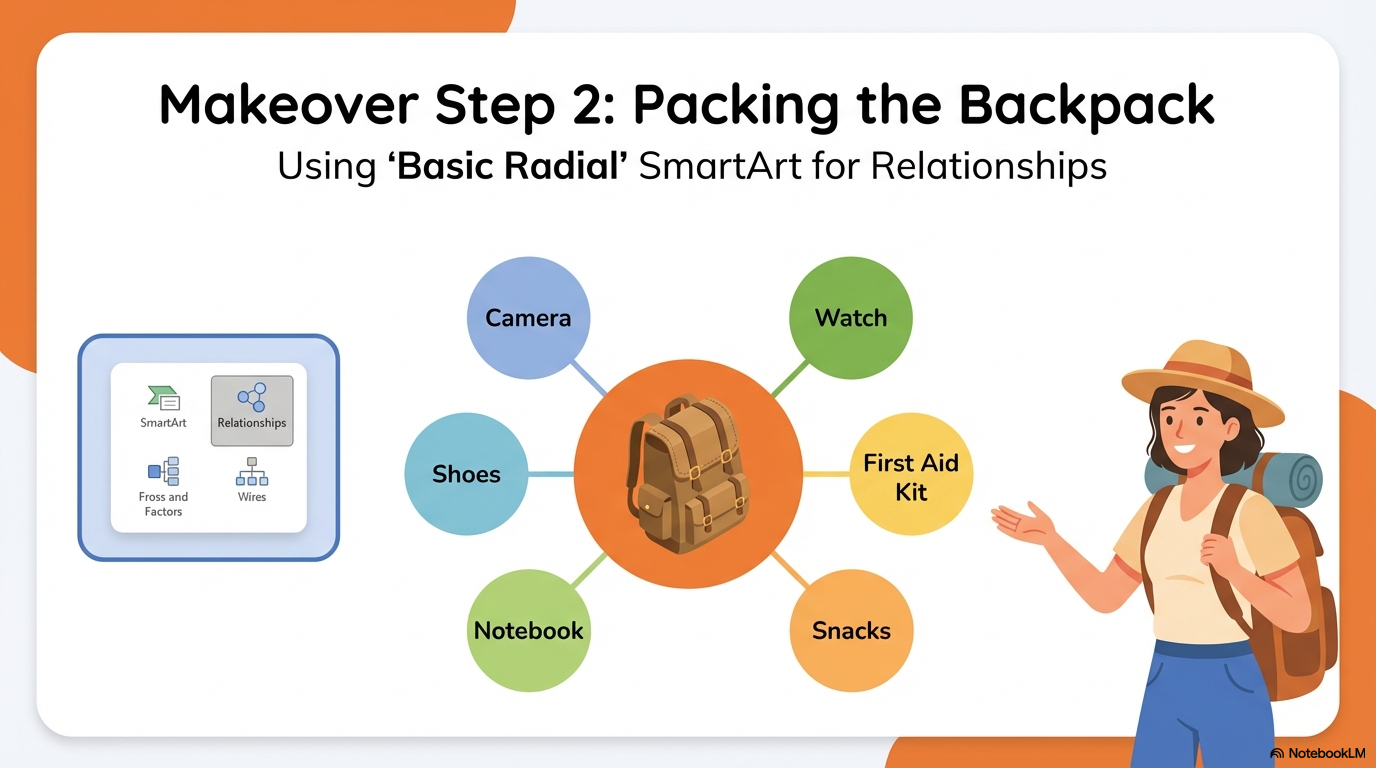 Makeover Step 2: Packing the Backpack
Using ‘Basic Radial’ SmartArt for Relationships
Camera
Watch
SmartArt
Relationships
Fross and
Factors
Wires
Shoes
First Aid
Kit
Notebook
Snacks
NotebookLM